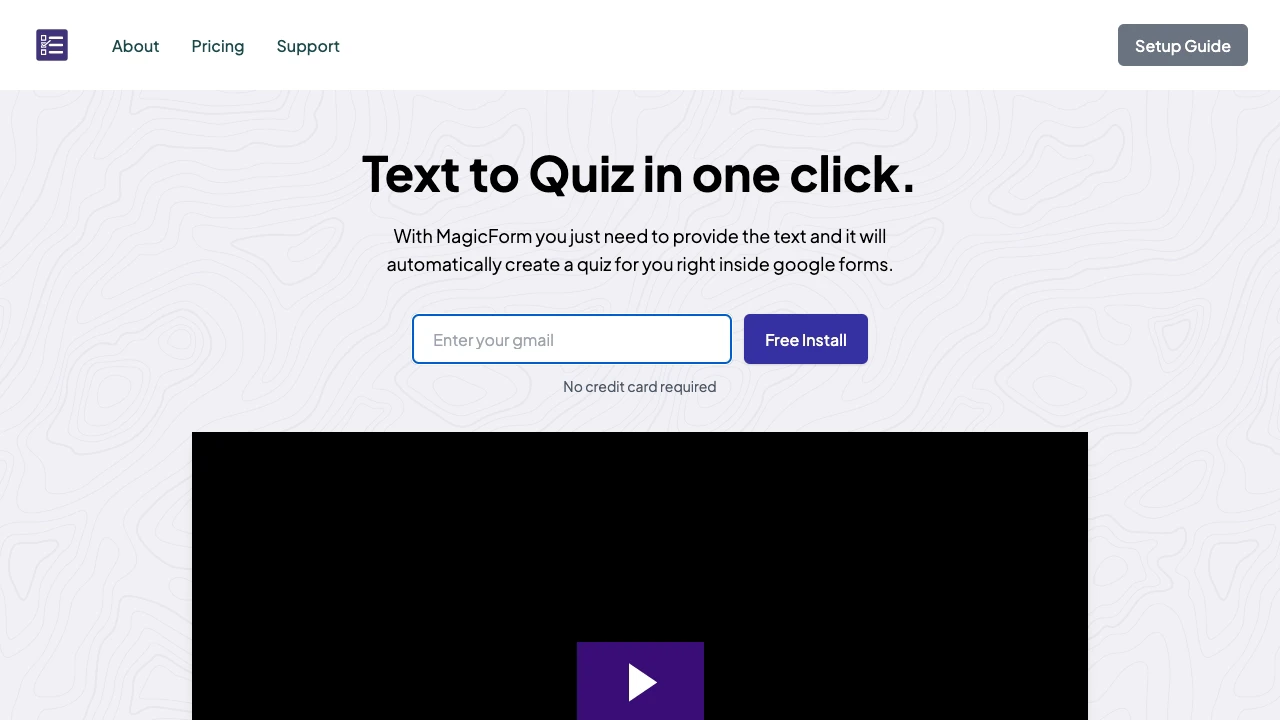 About
Pricing
Support
Setup Guide
Text to Quiz in one click.
With MagicForm you just need to provide the text and it will
automatically create a quiz for you right inside google forms.
Enter your gmail
Free Install
No credit card required